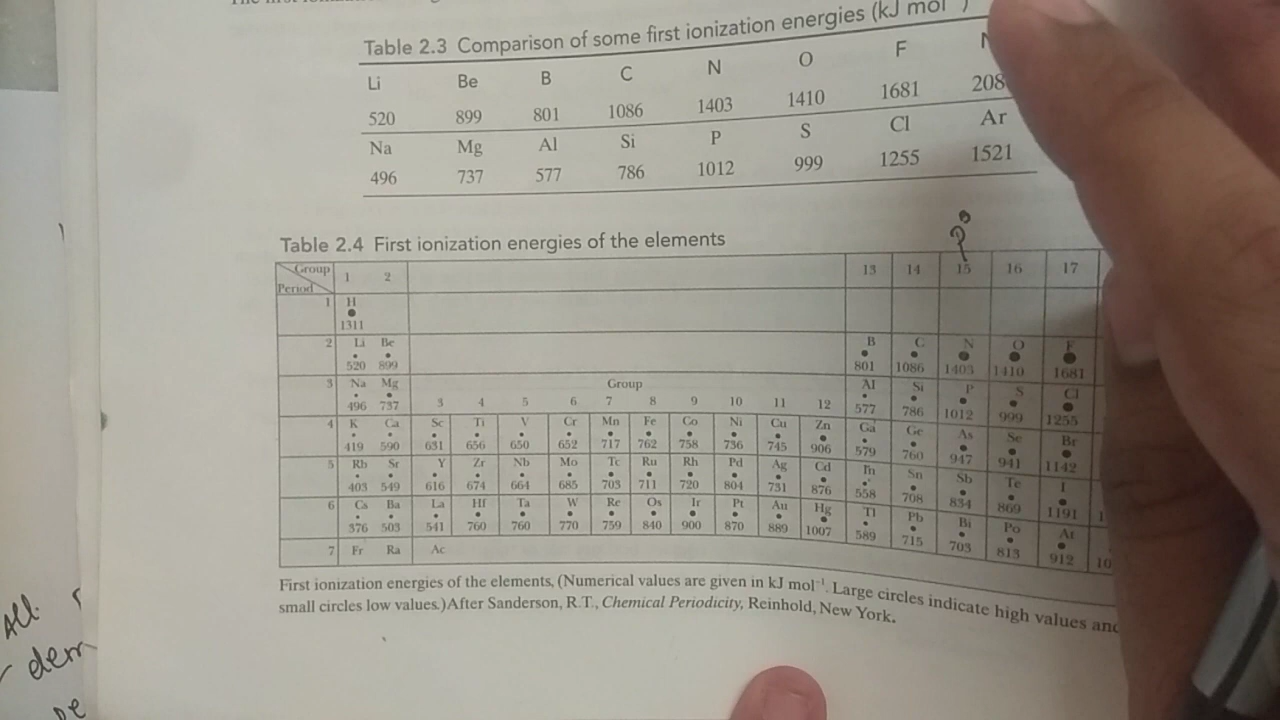 Table 2.3 Comparison of some first ionization energies (kJ mol
Li Be B C N O F
520 899 801 1086 1403 1410 1681 208
Na Mg Al Si P S Cl Ar
496 737 577 786 1012 999 1255 1521
Table 2.4 First ionization energies of the elements
Group 1 2 13 14 15 16 17
Period
1 H
1311
2 Li Be B C N O F
520 899 801 1086 1403 1410 1681
3 Na Mg Group Al Si P S Cl
496 737 3 4 5 6 7 8 9 10 11 12 577 786 1012 999 1255
4 K Ca Sc Ti V Cr Mn Fe Co Ni Cu Zn Ga Ge As Se Br
419 590 631 656 650 652 717 762 758 736 745 906 579 760 947 941 1142
5 Rb Sr Y Zr Nb Mo Tc Ru Rh Pd Ag Cd In Sn Sb Te I
403 549 616 674 664 685 703 711 720 804 731 876 558 708 834 869 1191
6 Cs Ba La Hf Ta W Re Os Ir Pt Au Hg Tl Pb Bi Po At
376 503 541 760 760 770 759 840 900 870 889 1007 589 715 703 813 912 10
7 Fr Ra Ac
First ionization energies of the elements, (Numerical values are given in kJ mol⁻¹. Large circles indicate high values and
small circles low values.) After Sanderson, R.T., Chemical Periodicity, Reinhold, New York.
All
dem